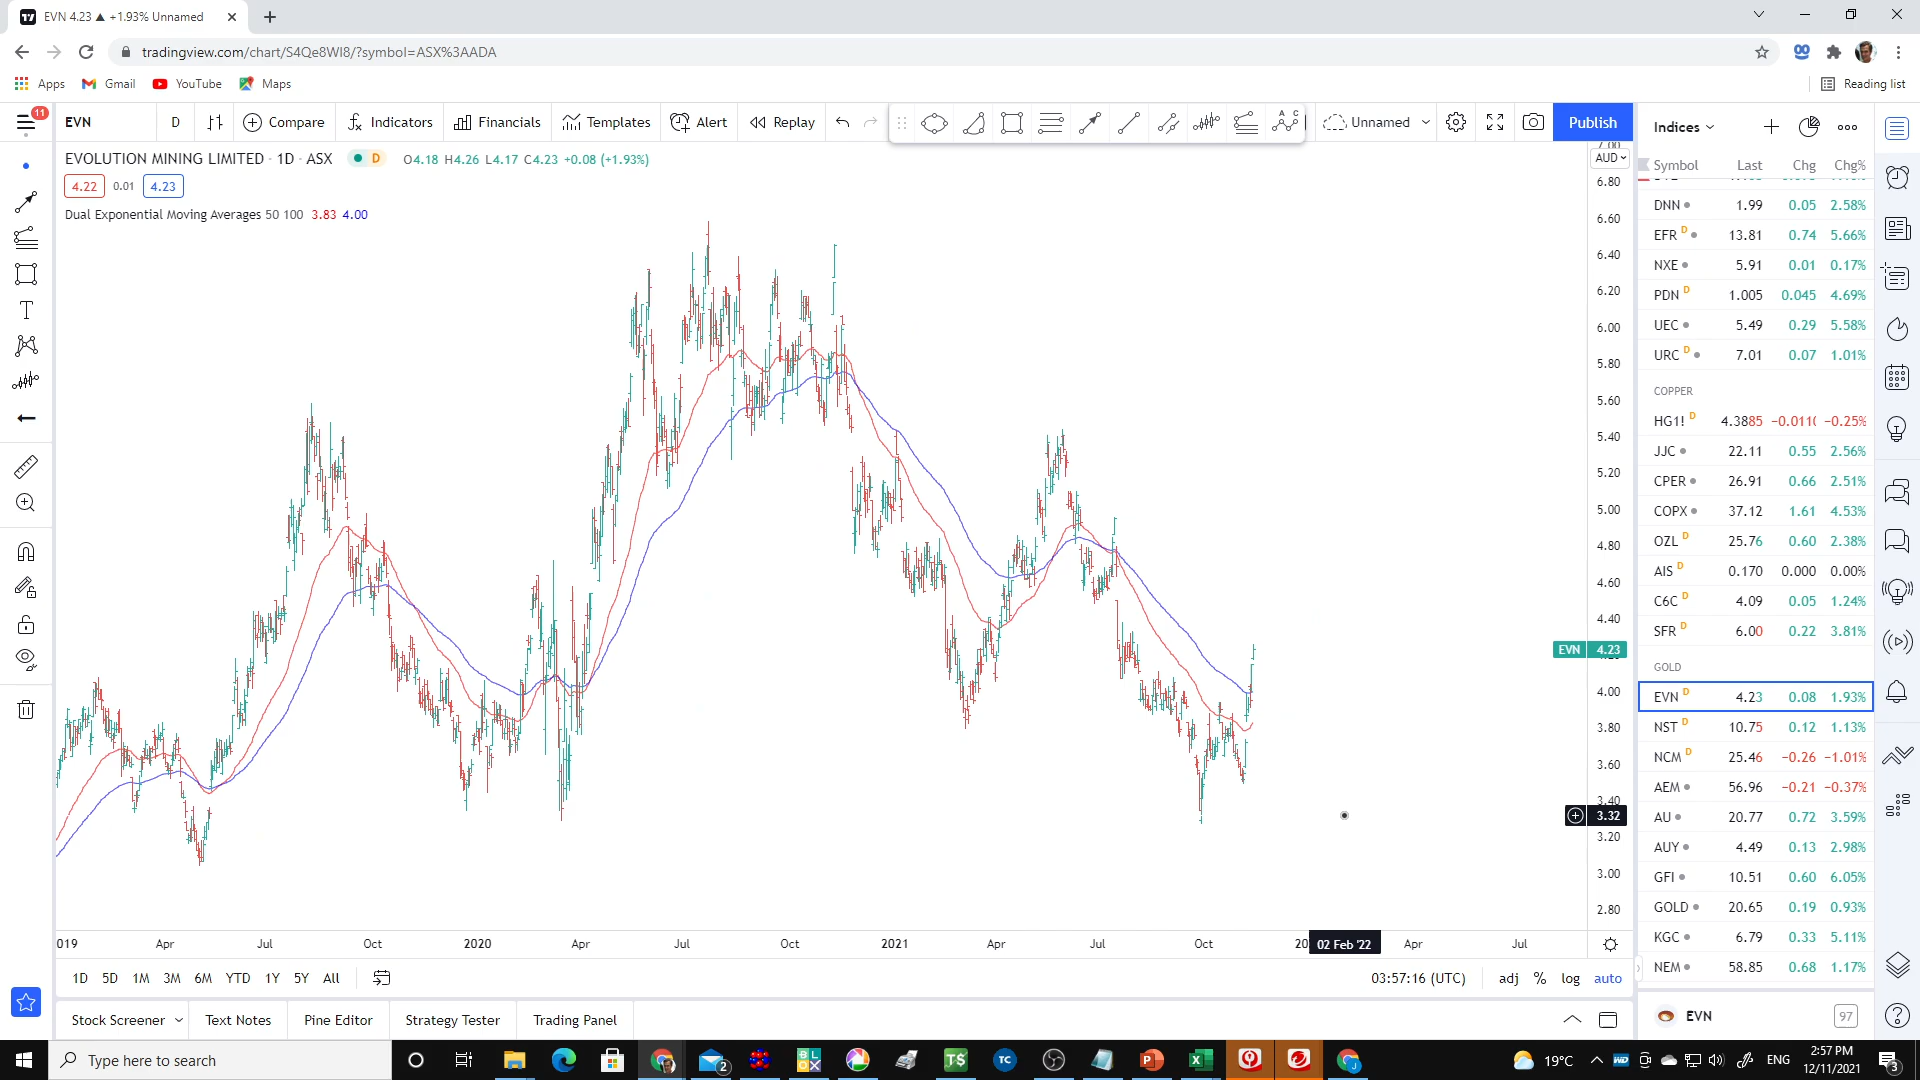 EVN 4.23 ▲ +1.93% Unnamed
tradingview.com/chart/S4Qe8WI8/?symbol=ASX%3AADA
Apps Gmail YouTube Maps Reading list
11
EVN D Compare Indicators Financials Templates Alert Replay A C Unnamed Publish
EVOLUTION MINING LIMITED · 1D · ASX D O4.18 H4.26 L4.17 C4.23 +0.08 (+1.93%)
4.22 0.01 4.23
Dual Exponential Moving Averages 50 100 3.83 4.00
AUD
6.80
6.60
6.40
6.20
6.00
5.80
5.60
5.40
5.20
5.00
4.80
4.60
4.40
EVN 4.23
4.00
3.80
3.60
3.40
3.32
3.20
3.00
2.80
Apr Jul Oct 2020 Apr Jul Oct 2021 Apr Jul Oct 02 Feb '22 Apr Jul
1D 5D 1M 3M 6M YTD 1Y 5Y All 03:57:16 (UTC) adj % log auto
Stock Screener Text Notes Pine Editor Strategy Tester Trading Panel
Indices
Symbol Last Chg Chg%
DNN 1.99 0.05 2.58%
EFR D 13.81 0.74 5.66%
NXE 5.91 0.01 0.17%
PDN D 1.005 0.045 4.69%
UEC 5.49 0.29 5.58%
URC D 7.01 0.07 1.01%
COPPER
HG1! D 4.3885 −0.0110 −0.25%
JJC 22.11 0.55 2.56%
CPER 26.91 0.66 2.51%
COPX 37.12 1.61 4.53%
OZL D 25.76 0.60 2.38%
AIS D 0.170 0.000 0.00%
C6C D 4.09 0.05 1.24%
SFR D 6.00 0.22 3.81%
GOLD
EVN D 4.23 0.08 1.93%
NST D 10.75 0.12 1.13%
NCM D 25.46 −0.26 −1.01%
AEM 56.96 −0.21 −0.37%
AU 20.77 0.72 3.59%
AUY 4.49 0.13 2.98%
GFI 10.51 0.60 6.05%
GOLD 20.65 0.19 0.93%
KGC 6.79 0.33 5.11%
NEM 58.85 0.68 1.17%
EVN 97
Type here to search
2
T$
TC
19°C
ENG
2:57 PM
12/11/2021
3